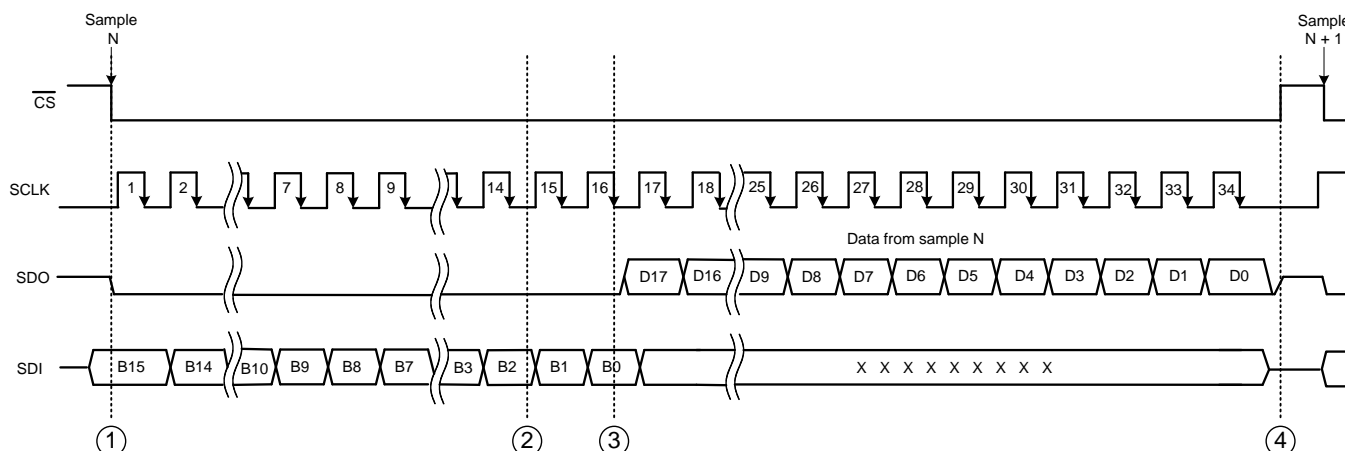 Sample
N
Sample
N + 1
CS
SCLK 1 2 7 8 9 14 15 16 17 18 25 26 27 28 29 30 31 32 33 34
Data from sample N
SDO D17 D16 D9 D8 D7 D6 D5 D4 D3 D2 D1 D0
SDI B15 B14 B10 B9 B8 B7 B3 B2 B1 B0 X X X X X X X X X
1 2 3 4